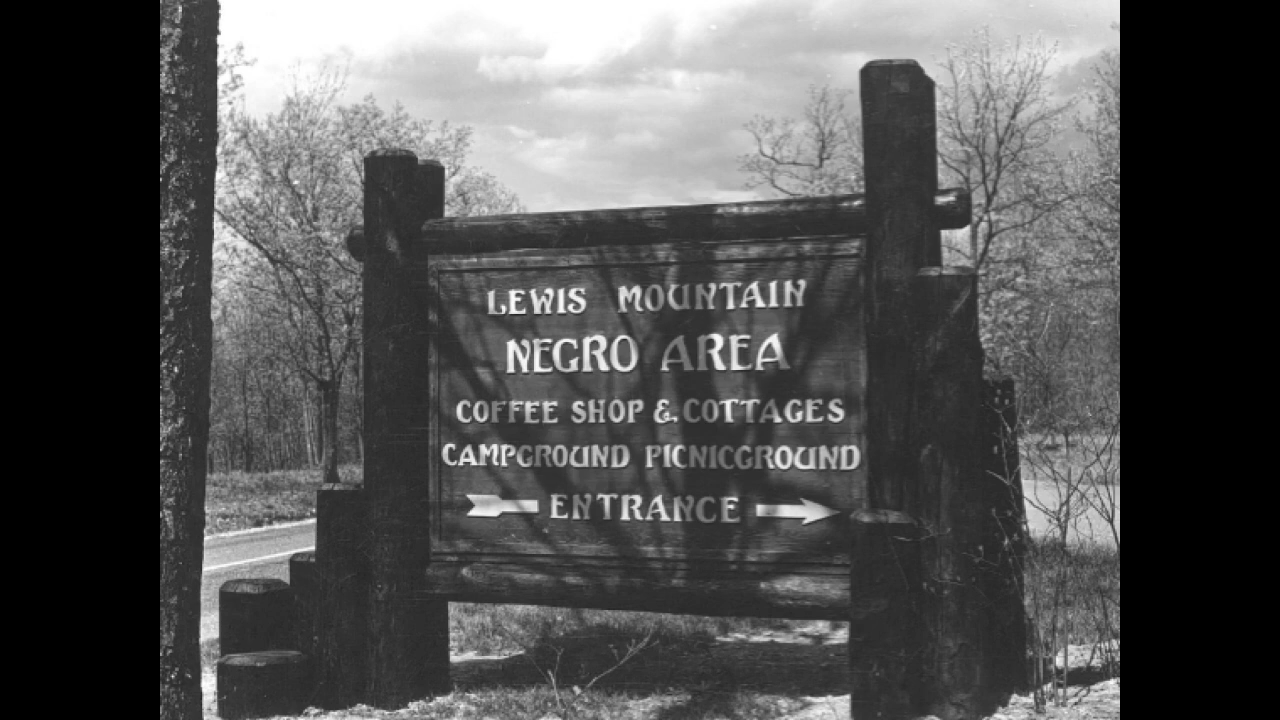 LEWIS MOUNTAIN
NEGRO AREA
COFFEE SHOP & COTTAGES
CAMPGROUND PICNICGROUND
ENTRANCE